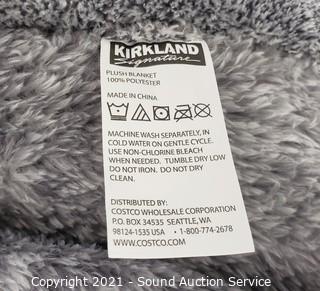 KIRKLAND
Signature
PLUSH BLANKET
100% POLYESTER
MADE IN CHINA
MACHINE WASH SEPARATELY, IN
COLD WATER ON GENTLE CYCLE.
USE NON-CHLORINE BLEACH
WHEN NEEDED. TUMBLE DRY LOW
DO NOT IRON. DO NOT DRY
CLEAN.
DISTRIBUTED BY:
COSTCO WHOLESALE CORPORATION
P.O. BOX 34535 SEATTLE, WA
98124-1535 USA • 1-800-774-2678
WWW.COSTCO.COM
Copyright 2021 - Sound Auction Service